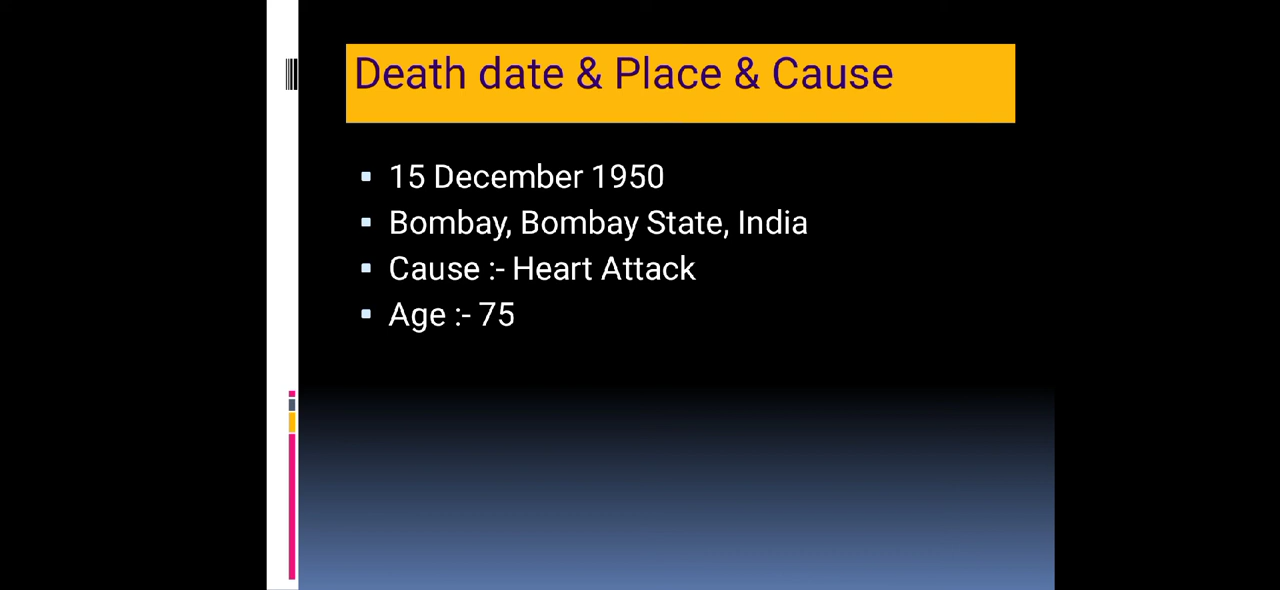 Death date & Place & Cause
15 December 1950
Bombay, Bombay State, India
Cause :- Heart Attack
Age :- 75